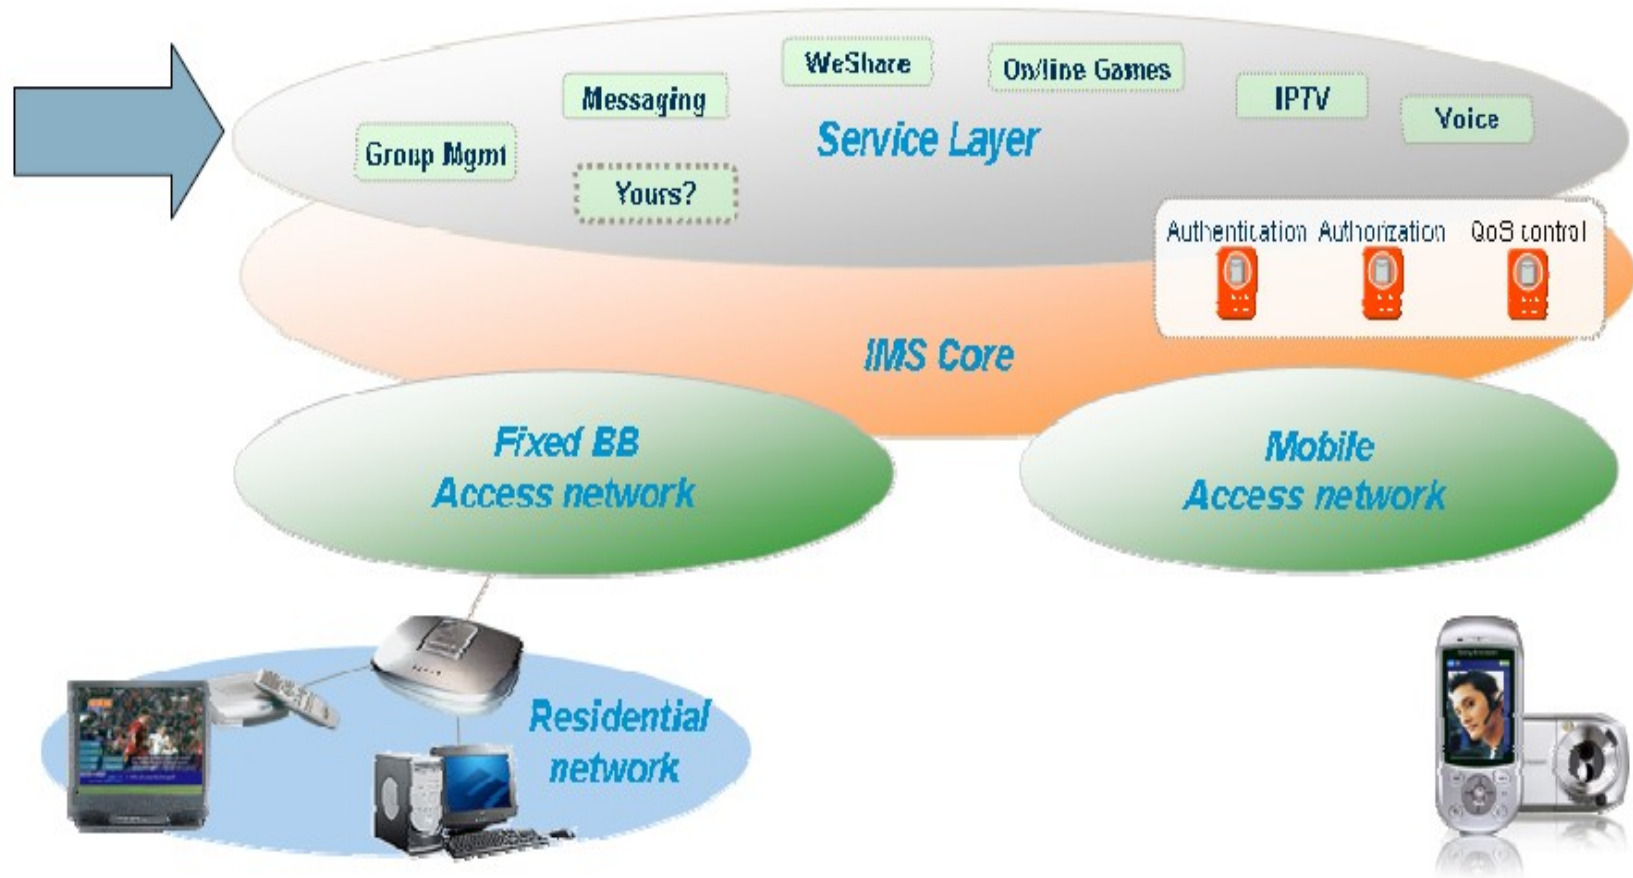 WeShare
On/line Games
Messaging
IPTV
Voice
Service Layer
Group Mgmt
Yours?
Authentication Authorization QoS control
IMS Core
Fixed BB
Access network
Mobile
Access network
Residential
network